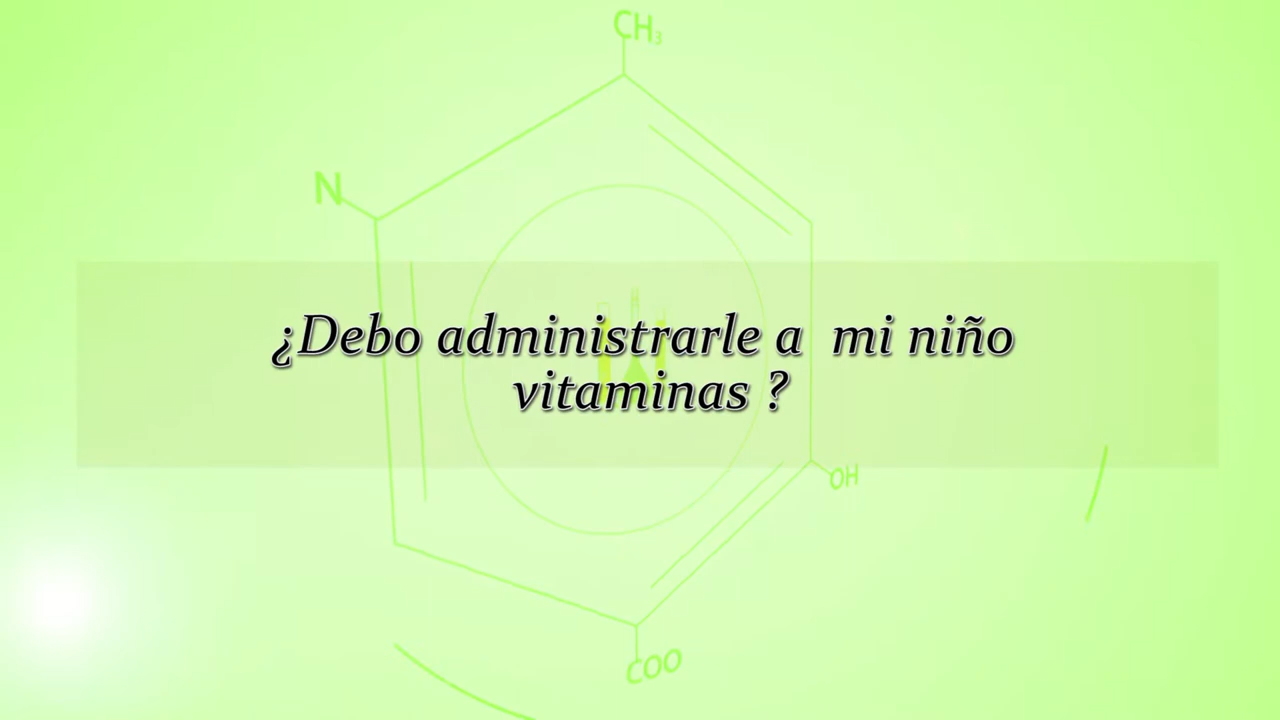 CH₃
N
¿Debo administrarle a  mi niño
vitaminas ?
OH
COO